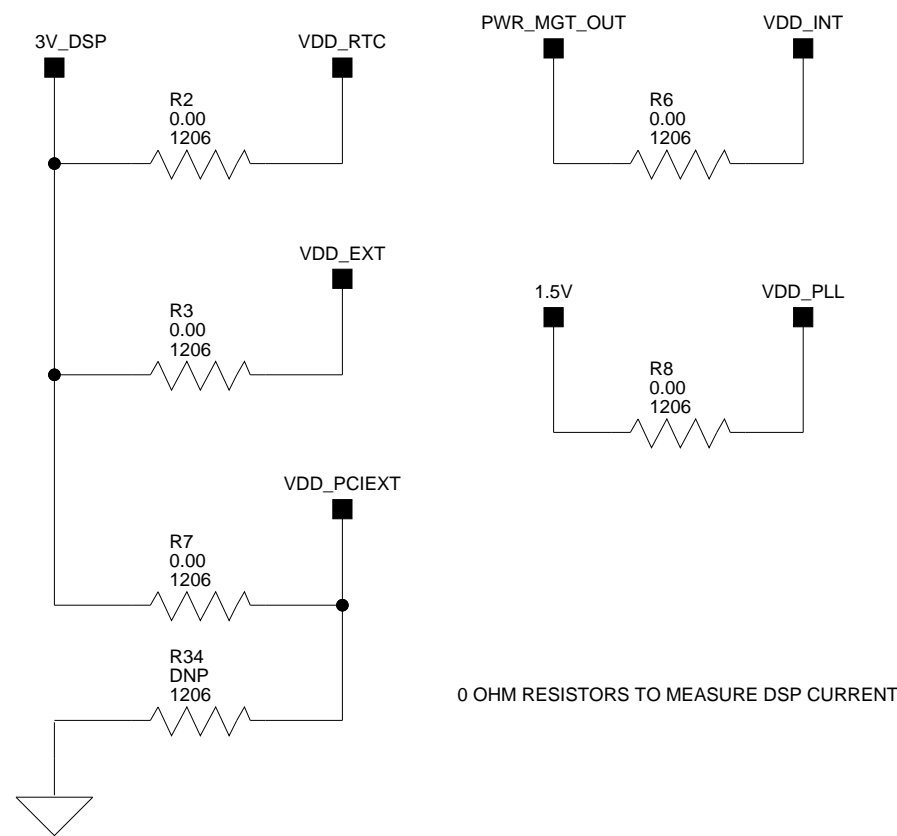 3V_DSP
VDD_RTC
R2
0.00
1206
VDD_EXT
R3
0.00
1206
VDD_PCIEXT
R7
0.00
1206
R34
DNP
1206
PWR_MGT_OUT
VDD_INT
R6
0.00
1206
1.5V
VDD_PLL
R8
0.00
1206
0 OHM RESISTORS TO MEASURE DSP CURRENT